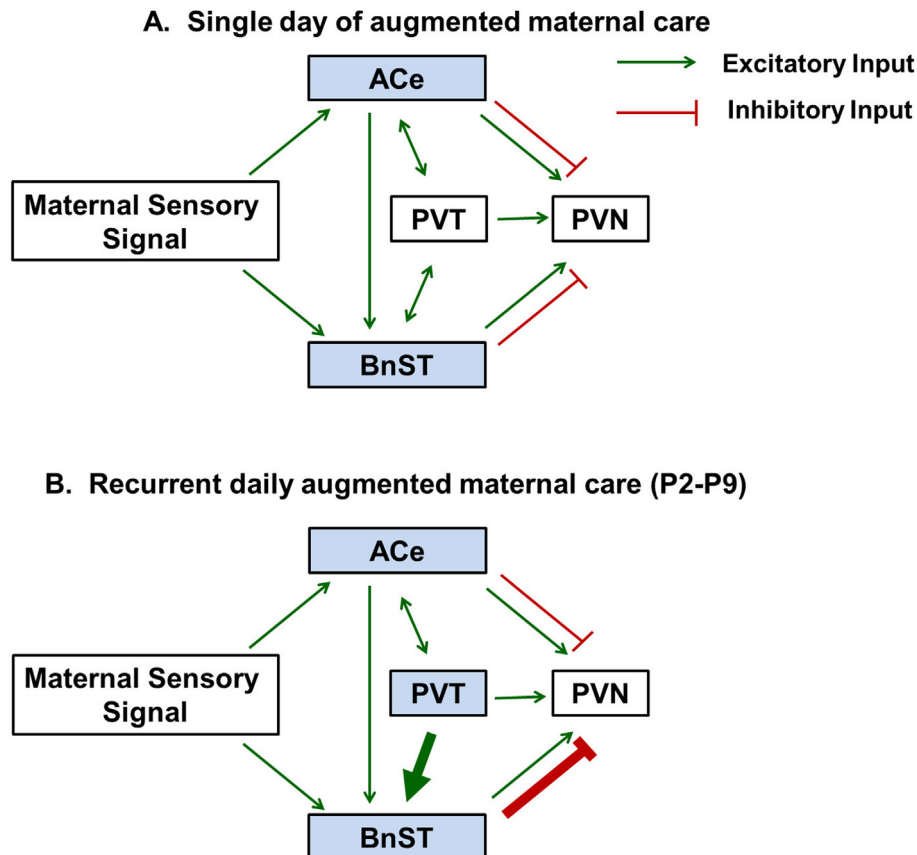 A. Single day of augmented maternal care
ACe
Excitatory Input
Inhibitory Input
Maternal Sensory
Signal
PVT
PVN
BnST
B. Recurrent daily augmented maternal care (P2-P9)
ACe
Maternal Sensory
Signal
PVT
PVN
BnST